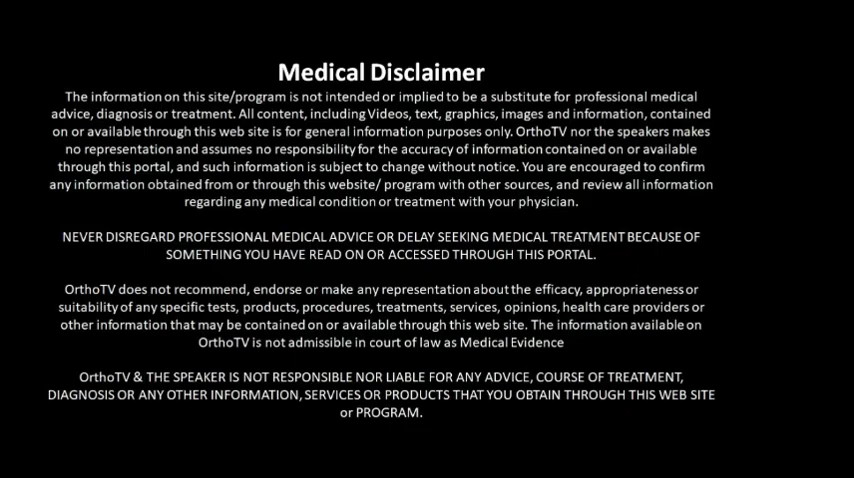 Medical Disclaimer
The information on this site/program is not intended or implied to be a substitute for professional medical
advice, diagnosis or treatment. All content, including Videos, text, graphics, images and information, contained
on or available through this web site is for general information purposes only. OrthoTV nor the speakers makes
no representation and assumes no responsibility for the accuracy of information contained on or available
through this portal, and such information is subject to change without notice. You are encouraged to confirm
any information obtained from or through this website/ program with other sources, and review all information
regarding any medical condition or treatment with your physician.
NEVER DISREGARD PROFESSIONAL MEDICAL ADVICE OR DELAY SEEKING MEDICAL TREATMENT BECAUSE OF
SOMETHING YOU HAVE READ ON OR ACCESSED THROUGH THIS PORTAL.
OrthoTV does not recommend, endorse or make any representation about the efficacy, appropriateness or
suitability of any specific tests, products, procedures, treatments, services, opinions, health care providers or
other information that may be contained on or available through this web site. The information available on
OrthoTV is not admissible in court of law as Medical Evidence
OrthoTV & THE SPEAKER IS NOT RESPONSIBLE NOR LIABLE FOR ANY ADVICE, COURSE OF TREATMENT,
DIAGNOSIS OR ANY OTHER INFORMATION, SERVICES OR PRODUCTS THAT YOU OBTAIN THROUGH THIS WEB SITE
or PROGRAM.